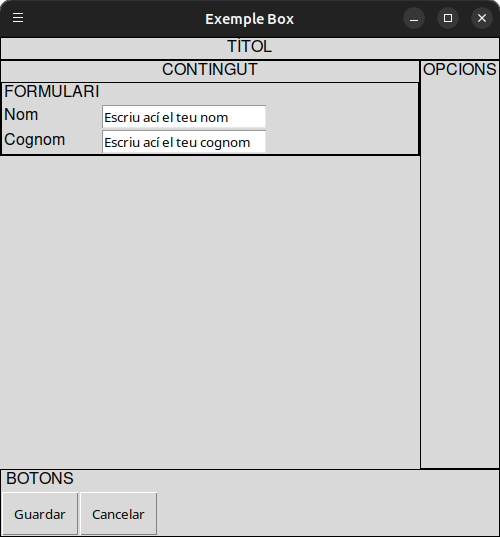 Exemple Box
TÍTOL
CONTINGUT
OPCIONS
FORMULARI
Nom
Escriu ací el teu nom
Cognom
Escriu ací el teu cognom
BOTONS
Guardar
Cancelar